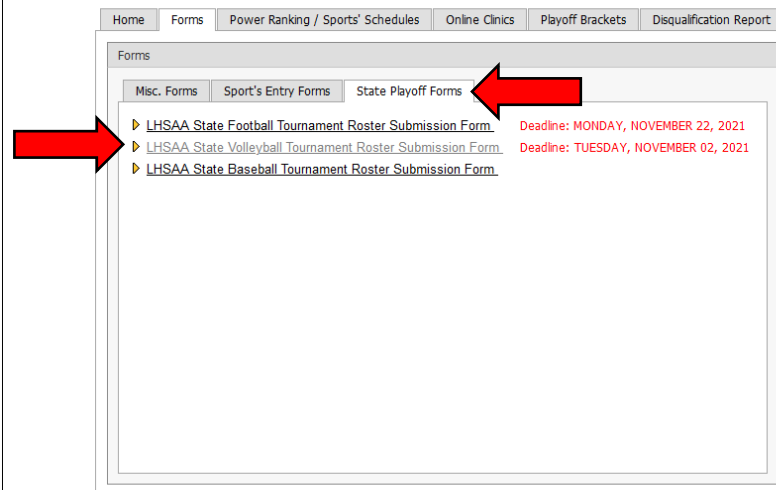 Home Forms Power Ranking / Sports' Schedules Online Clinics Playoff Brackets Disqualification Report
Forms
Misc. Forms Sport's Entry Forms State Playoff Forms
LHSAA State Football Tournament Roster Submission Form Deadline: MONDAY, NOVEMBER 22, 2021
LHSAA State Volleyball Tournament Roster Submission Form Deadline: TUESDAY, NOVEMBER 02, 2021
LHSAA State Baseball Tournament Roster Submission Form